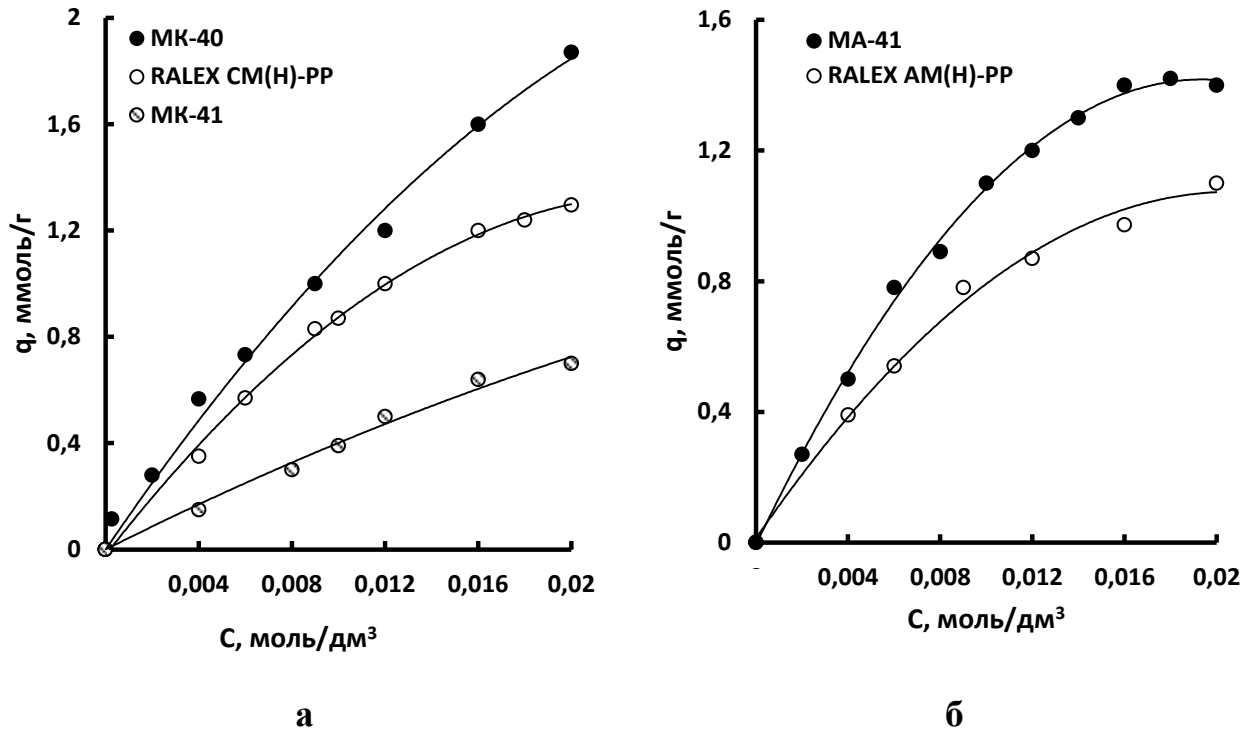 2
1,6
1,2
0,8
0,4
0
q, ммоль/г
МК-40
RALEX CM(H)-PP
МК-41
0,004 0,008 0,012 0,016 0,02
C, моль/дм³
а
1,6
1,2
0,8
0,4
0
q, ммоль/г
МА-41
RALEX AM(H)-PP
0,004 0,008 0,012 0,016 0,02
C, моль/дм³
б